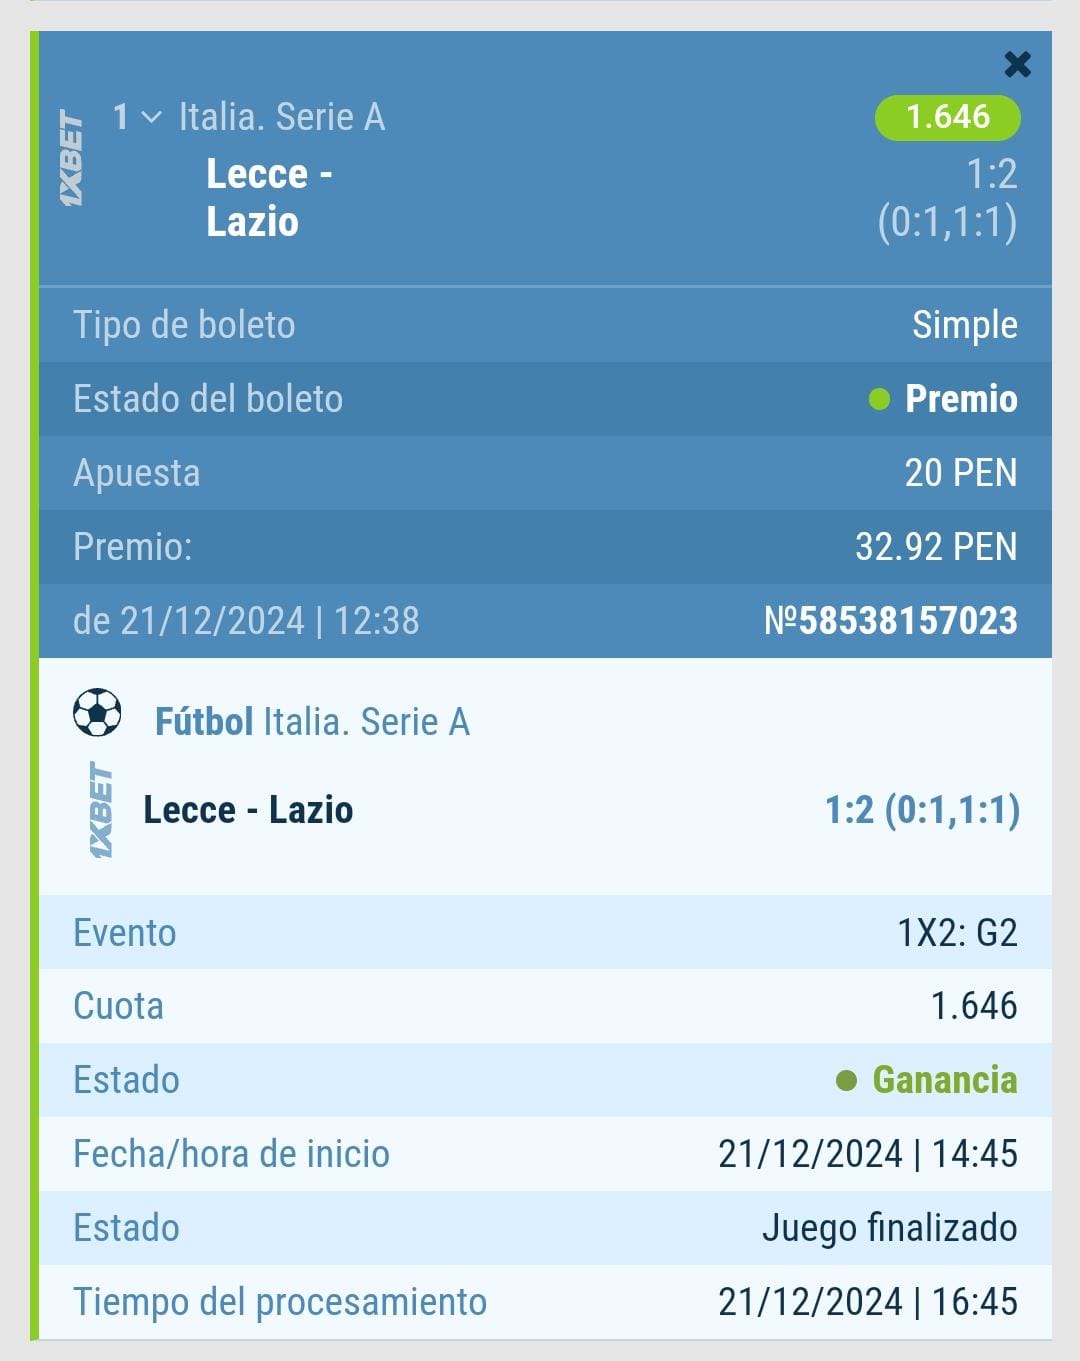 1XBET
1 Italia. Serie A 1.646
Lecce - 1:2
Lazio (0:1,1:1)
Tipo de boleto Simple
Estado del boleto Premio
Apuesta 20 PEN
Premio: 32.92 PEN
de 21/12/2024 | 12:38 №58538157023
Fútbol Italia. Serie A
1XBET
Lecce - Lazio 1:2 (0:1,1:1)
Evento 1X2: G2
Cuota 1.646
Estado Ganancia
Fecha/hora de inicio 21/12/2024 | 14:45
Estado Juego finalizado
Tiempo del procesamiento 21/12/2024 | 16:45